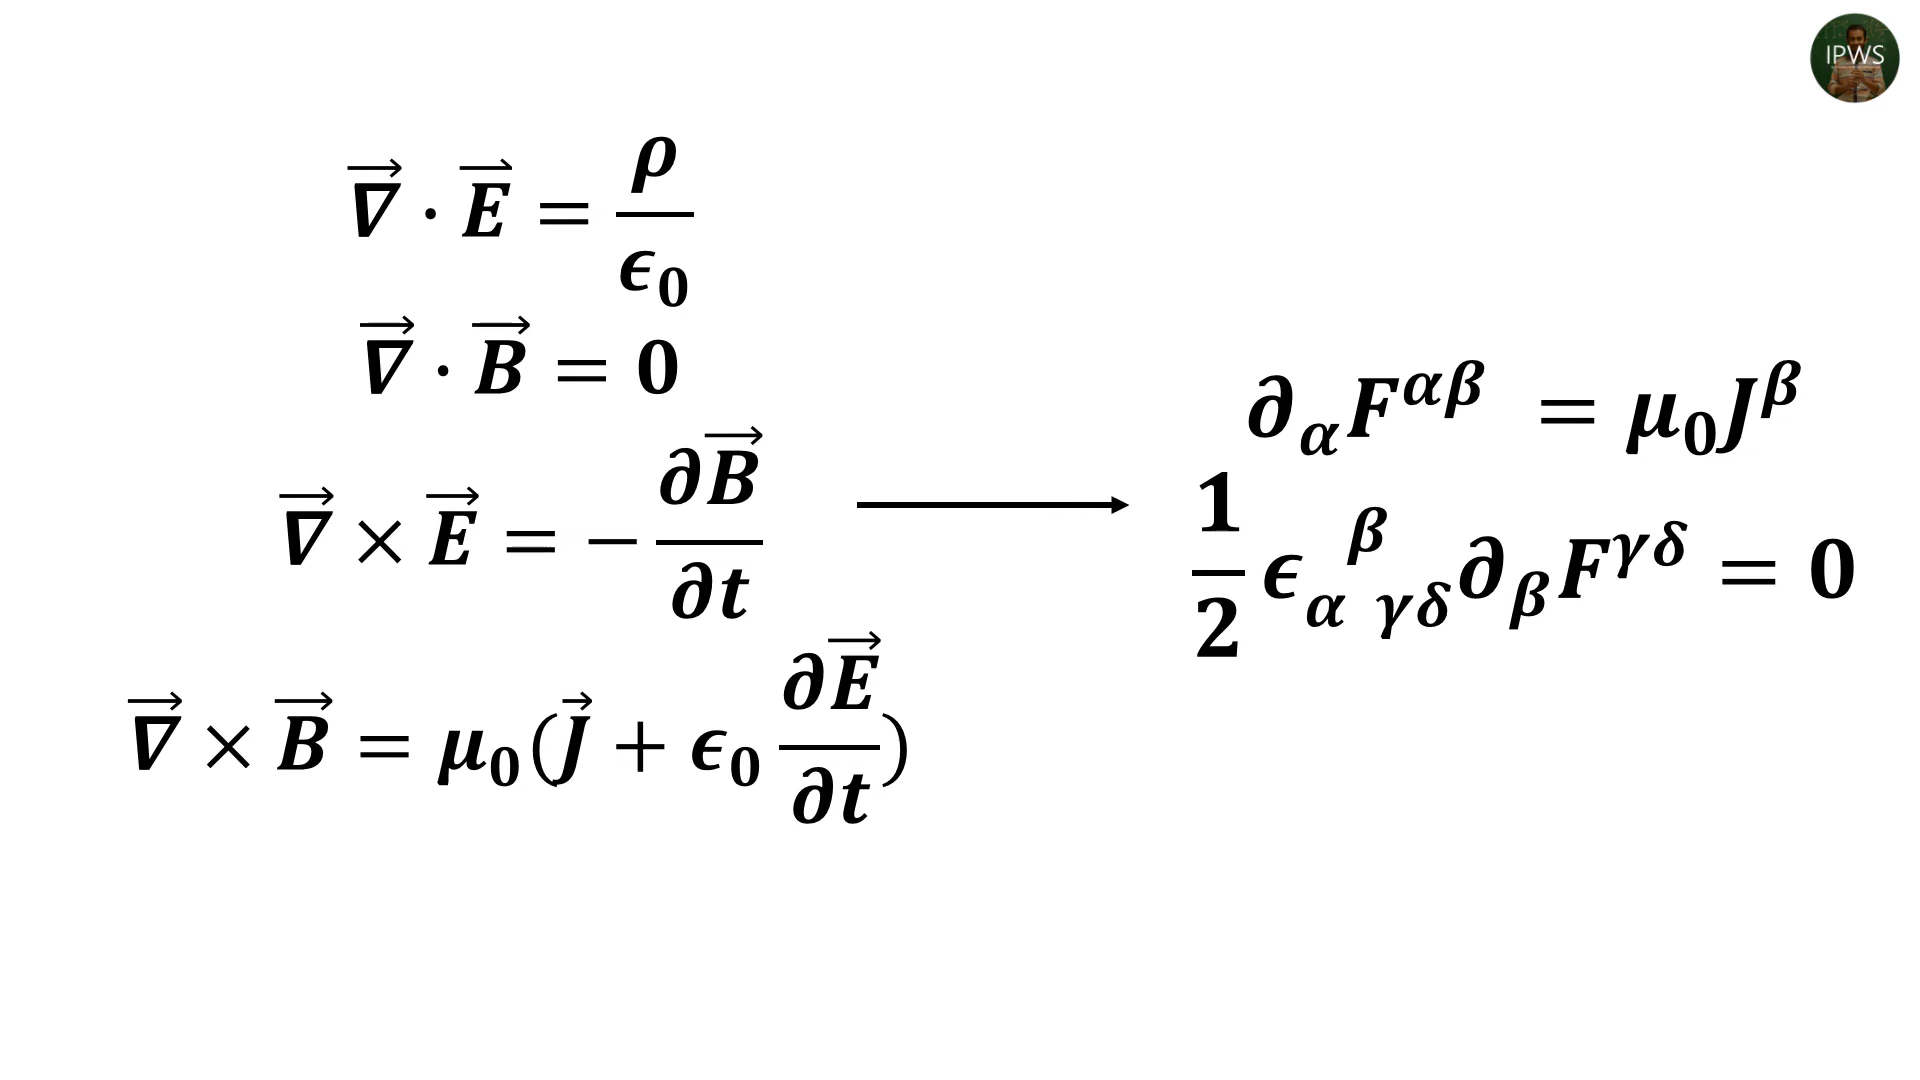 IPWS
∇⃗ · E⃗ = ρ/ϵ₀
∇⃗ · B⃗ = 0
∇⃗ × E⃗ = − ∂B⃗/∂t
∇⃗ × B⃗ = μ₀(J⃗ + ϵ₀ ∂E⃗/∂t)
∂_α F^{αβ} = μ₀J^β
1/2 ϵ_α^β_{γδ} ∂_β F^{γδ} = 0